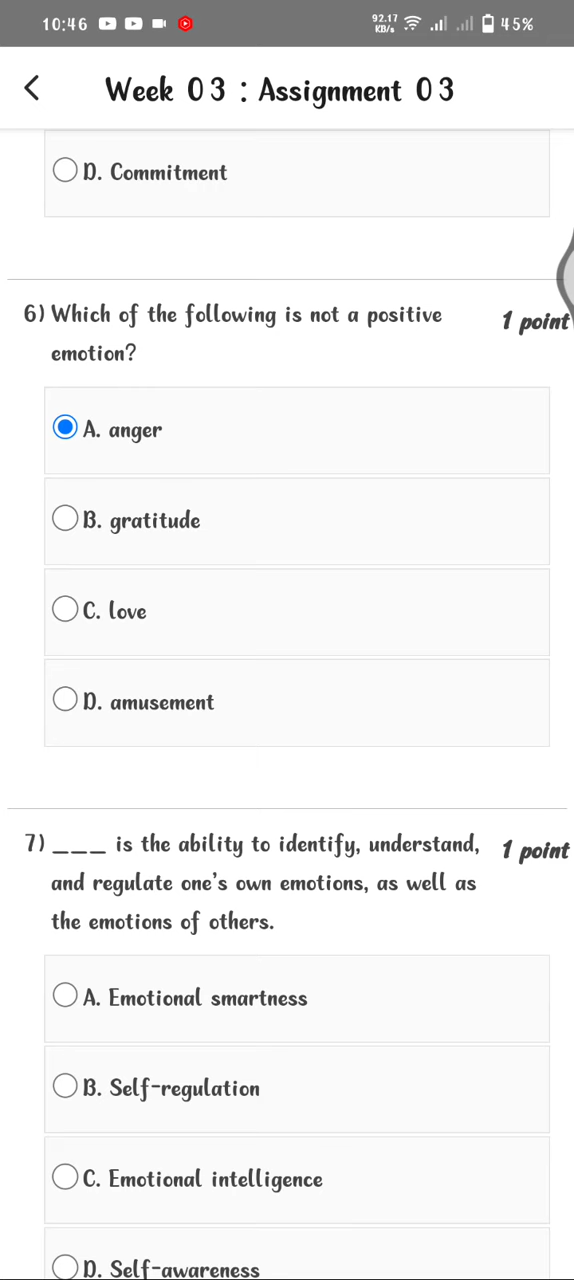 10:46 92.17 KB/s 45%
Week 03 : Assignment 03
D. Commitment
6) Which of the following is not a positive 1 point
emotion?
A. anger
B. gratitude
C. love
D. amusement
7) ___ is the ability to identify, understand, 1 point
and regulate one's own emotions, as well as
the emotions of others.
A. Emotional smartness
B. Self-regulation
C. Emotional intelligence
D. Self-awareness